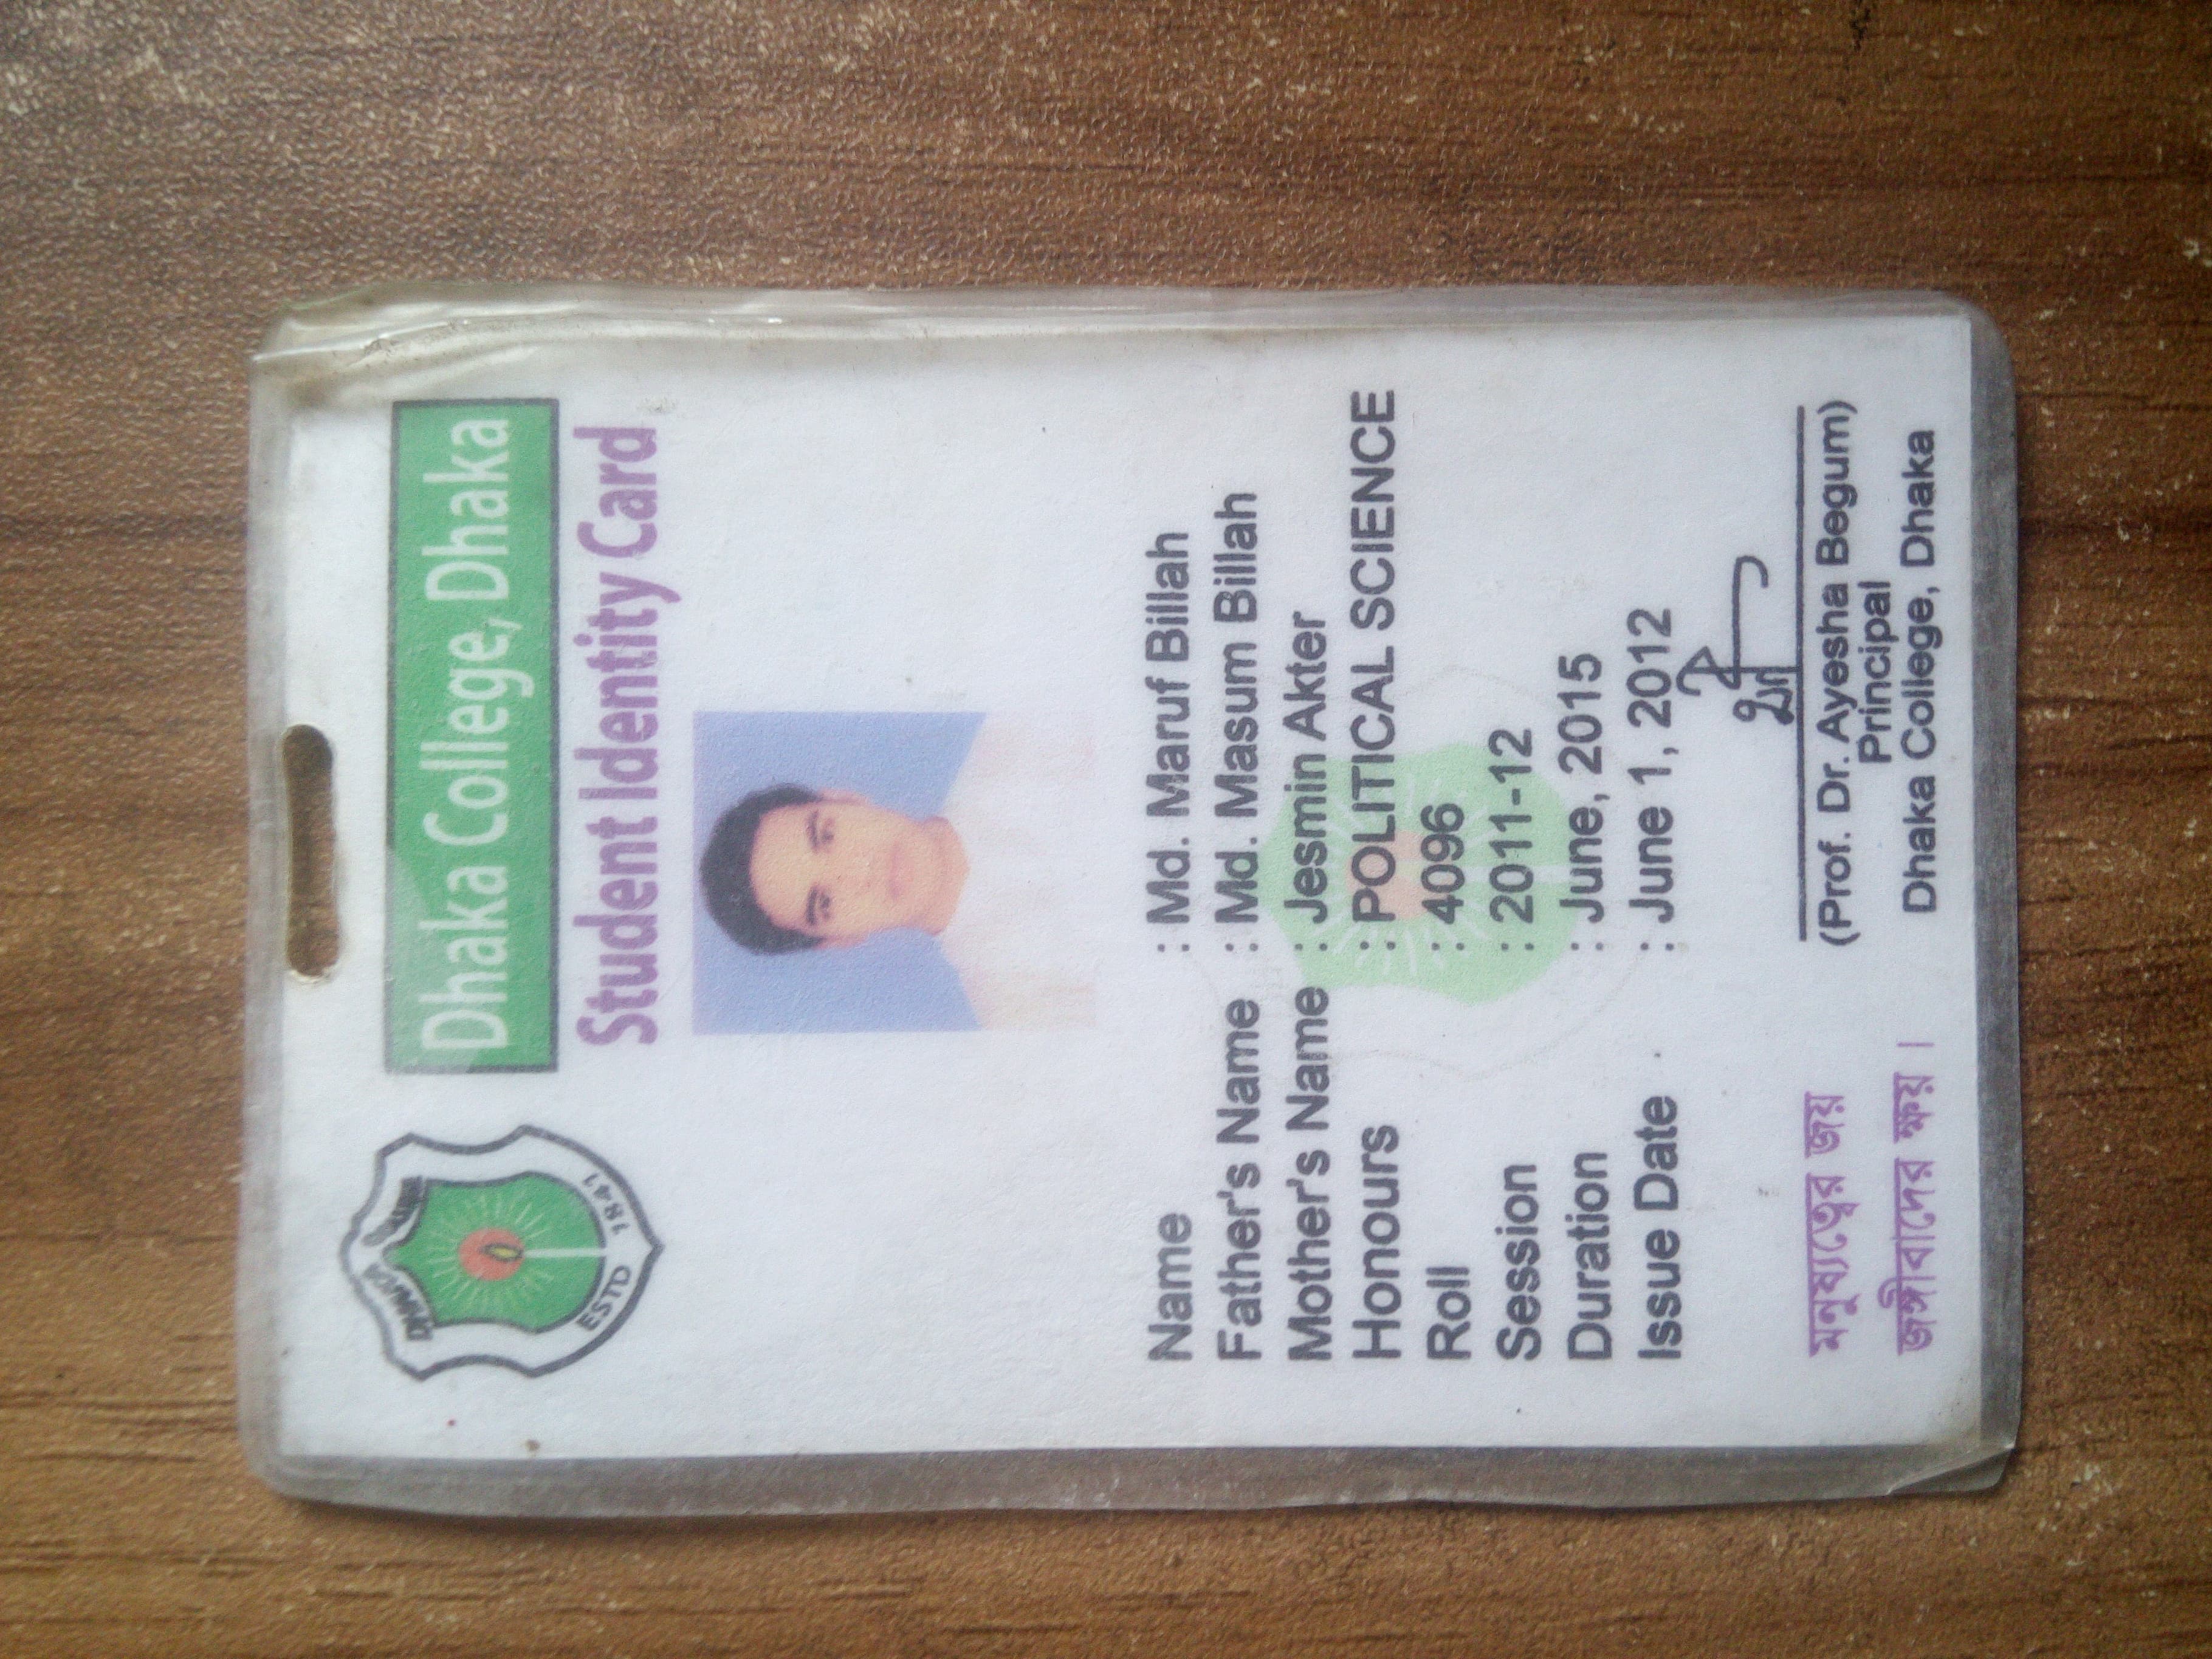 DHAKA COLLEGE
ESTD 1841
Dhaka College, Dhaka
Student Identity Card
Name : Md. Maruf Billah
Father's Name : Md. Masum Billah
Mother's Name : Jesmin Akter
Honours : POLITICAL SCIENCE
Roll : 4096
Session : 2011-12
Duration : June, 2015
Issue Date : June 1, 2012
মনুষ্যত্বের জয়
জঙ্গীবাদের ক্ষয় ।
(Prof. Dr. Ayesha Begum)
Principal
Dhaka College, Dhaka